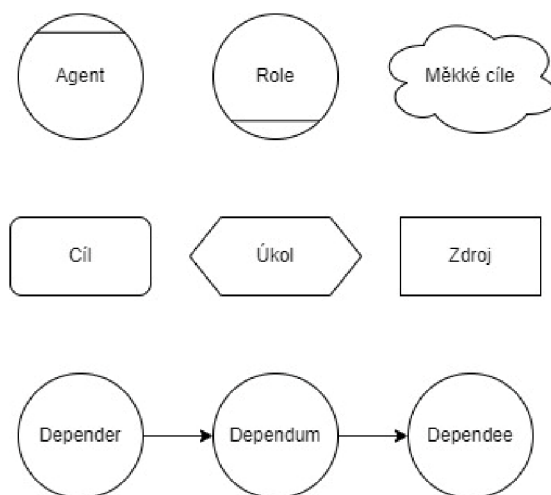 Agent
Role
Měkké cíle
Cíl
Úkol
Zdroj
Depender
Dependum
Dependee